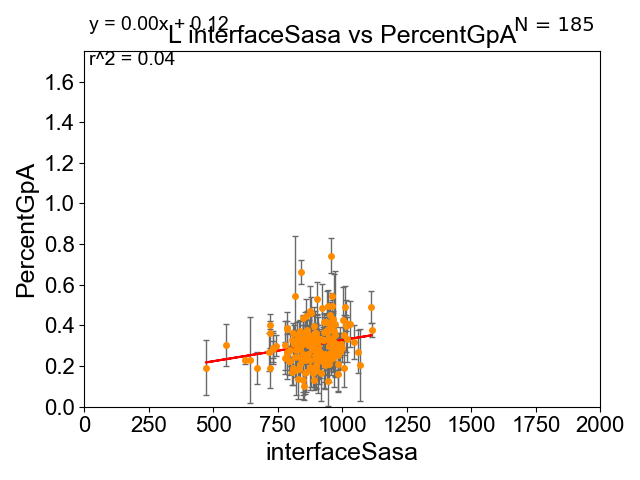 y = 0.00x + 0.12
L interfaceSasa vs PercentGpA
N = 185
r^2 = 0.04
PercentGpA
1.6
1.4
1.2
1.0
0.8
0.6
0.4
0.2
0.0
0 250 500 750 1000 1250 1500 1750 2000
interfaceSasa